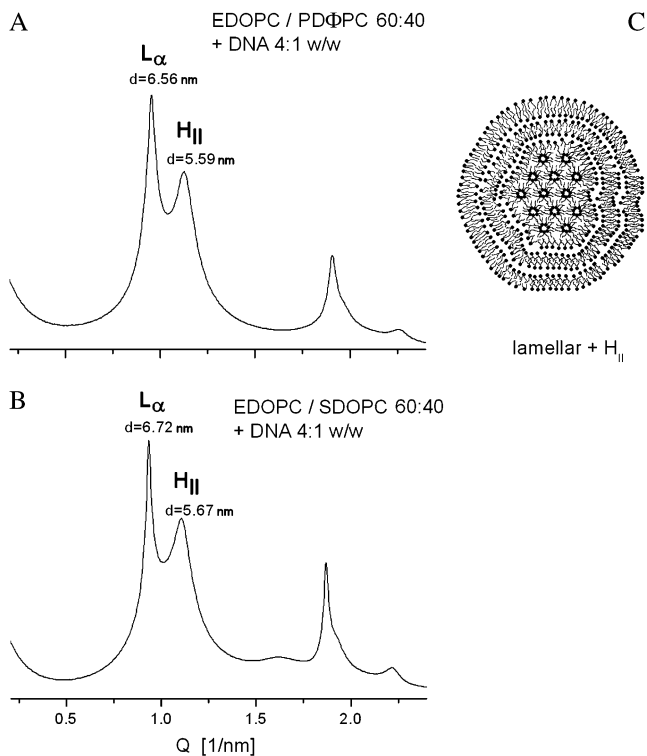 A
EDOPC / PDΦPC 60:40
+ DNA 4:1 w/w
Lα
d=6.56 nm
HII
d=5.59 nm
C
lamellar + HII
B
EDOPC / SDOPC 60:40
+ DNA 4:1 w/w
Lα
d=6.72 nm
HII
d=5.67 nm
0.5 1.0 1.5 2.0
Q [1/nm]